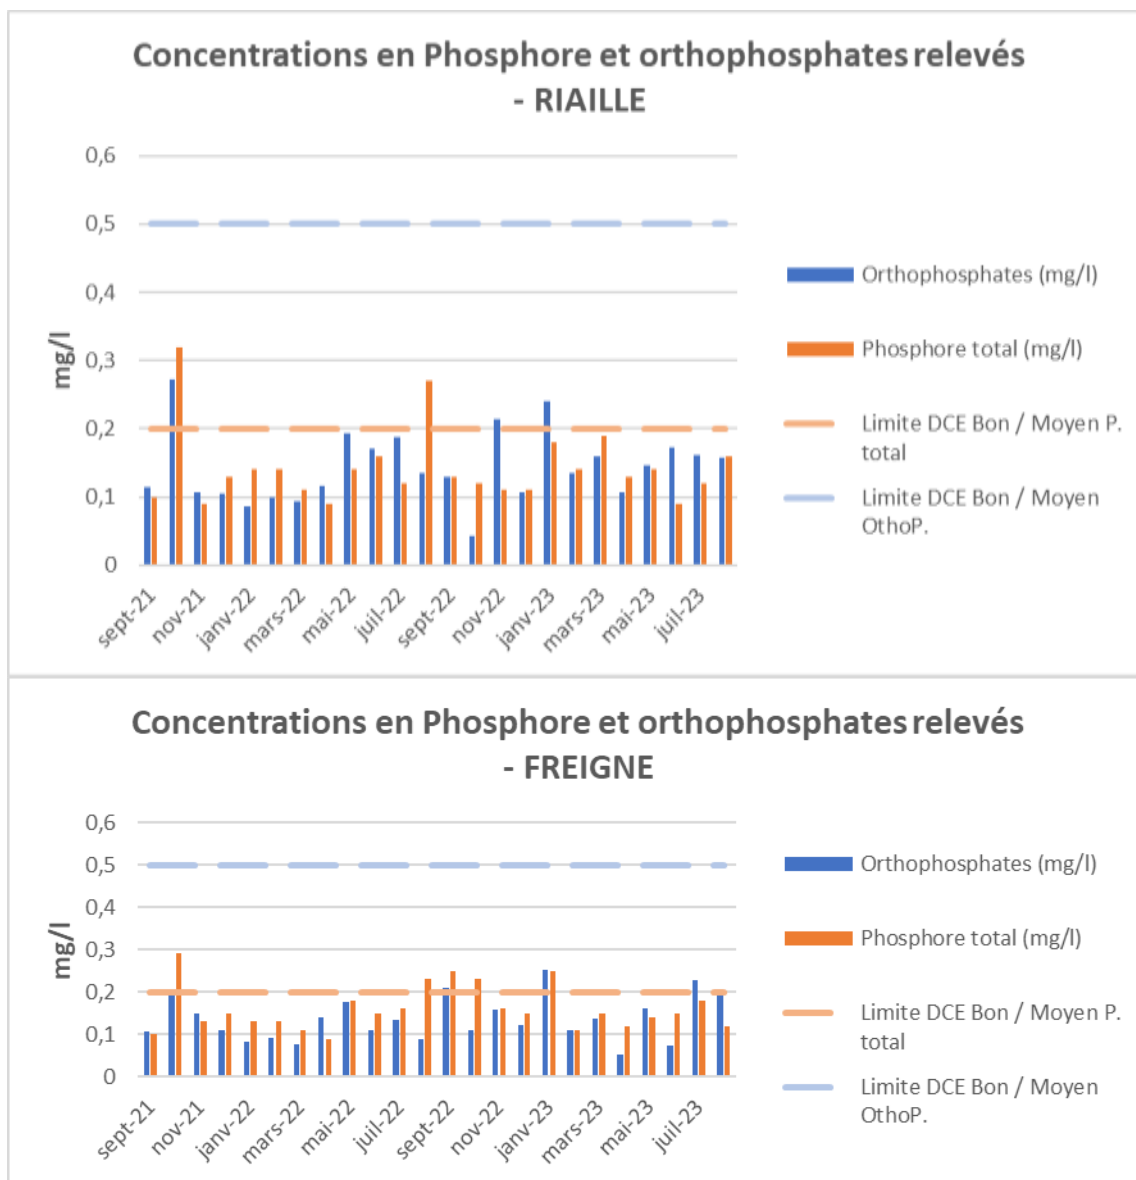 Concentrations en Phosphore et orthophosphates relevés
- RIAILLE
0,6
0,5
0,4
0,3
0,2
0,1
0
mg/l
sept-21
nov-21
janv-22
mars-22
mai-22
juil-22
sept-22
nov-22
janv-23
mars-23
mai-23
juil-23
Orthophosphates (mg/l)
Phosphore total (mg/l)
Limite DCE Bon / Moyen P.
total
Limite DCE Bon / Moyen
OthoP.
Concentrations en Phosphore et orthophosphates relevés
- FREIGNE
0,6
0,5
0,4
0,3
0,2
0,1
0
mg/l
sept-21
nov-21
janv-22
mars-22
mai-22
juil-22
sept-22
nov-22
janv-23
mars-23
mai-23
juil-23
Orthophosphates (mg/l)
Phosphore total (mg/l)
Limite DCE Bon / Moyen P.
total
Limite DCE Bon / Moyen
OthoP.